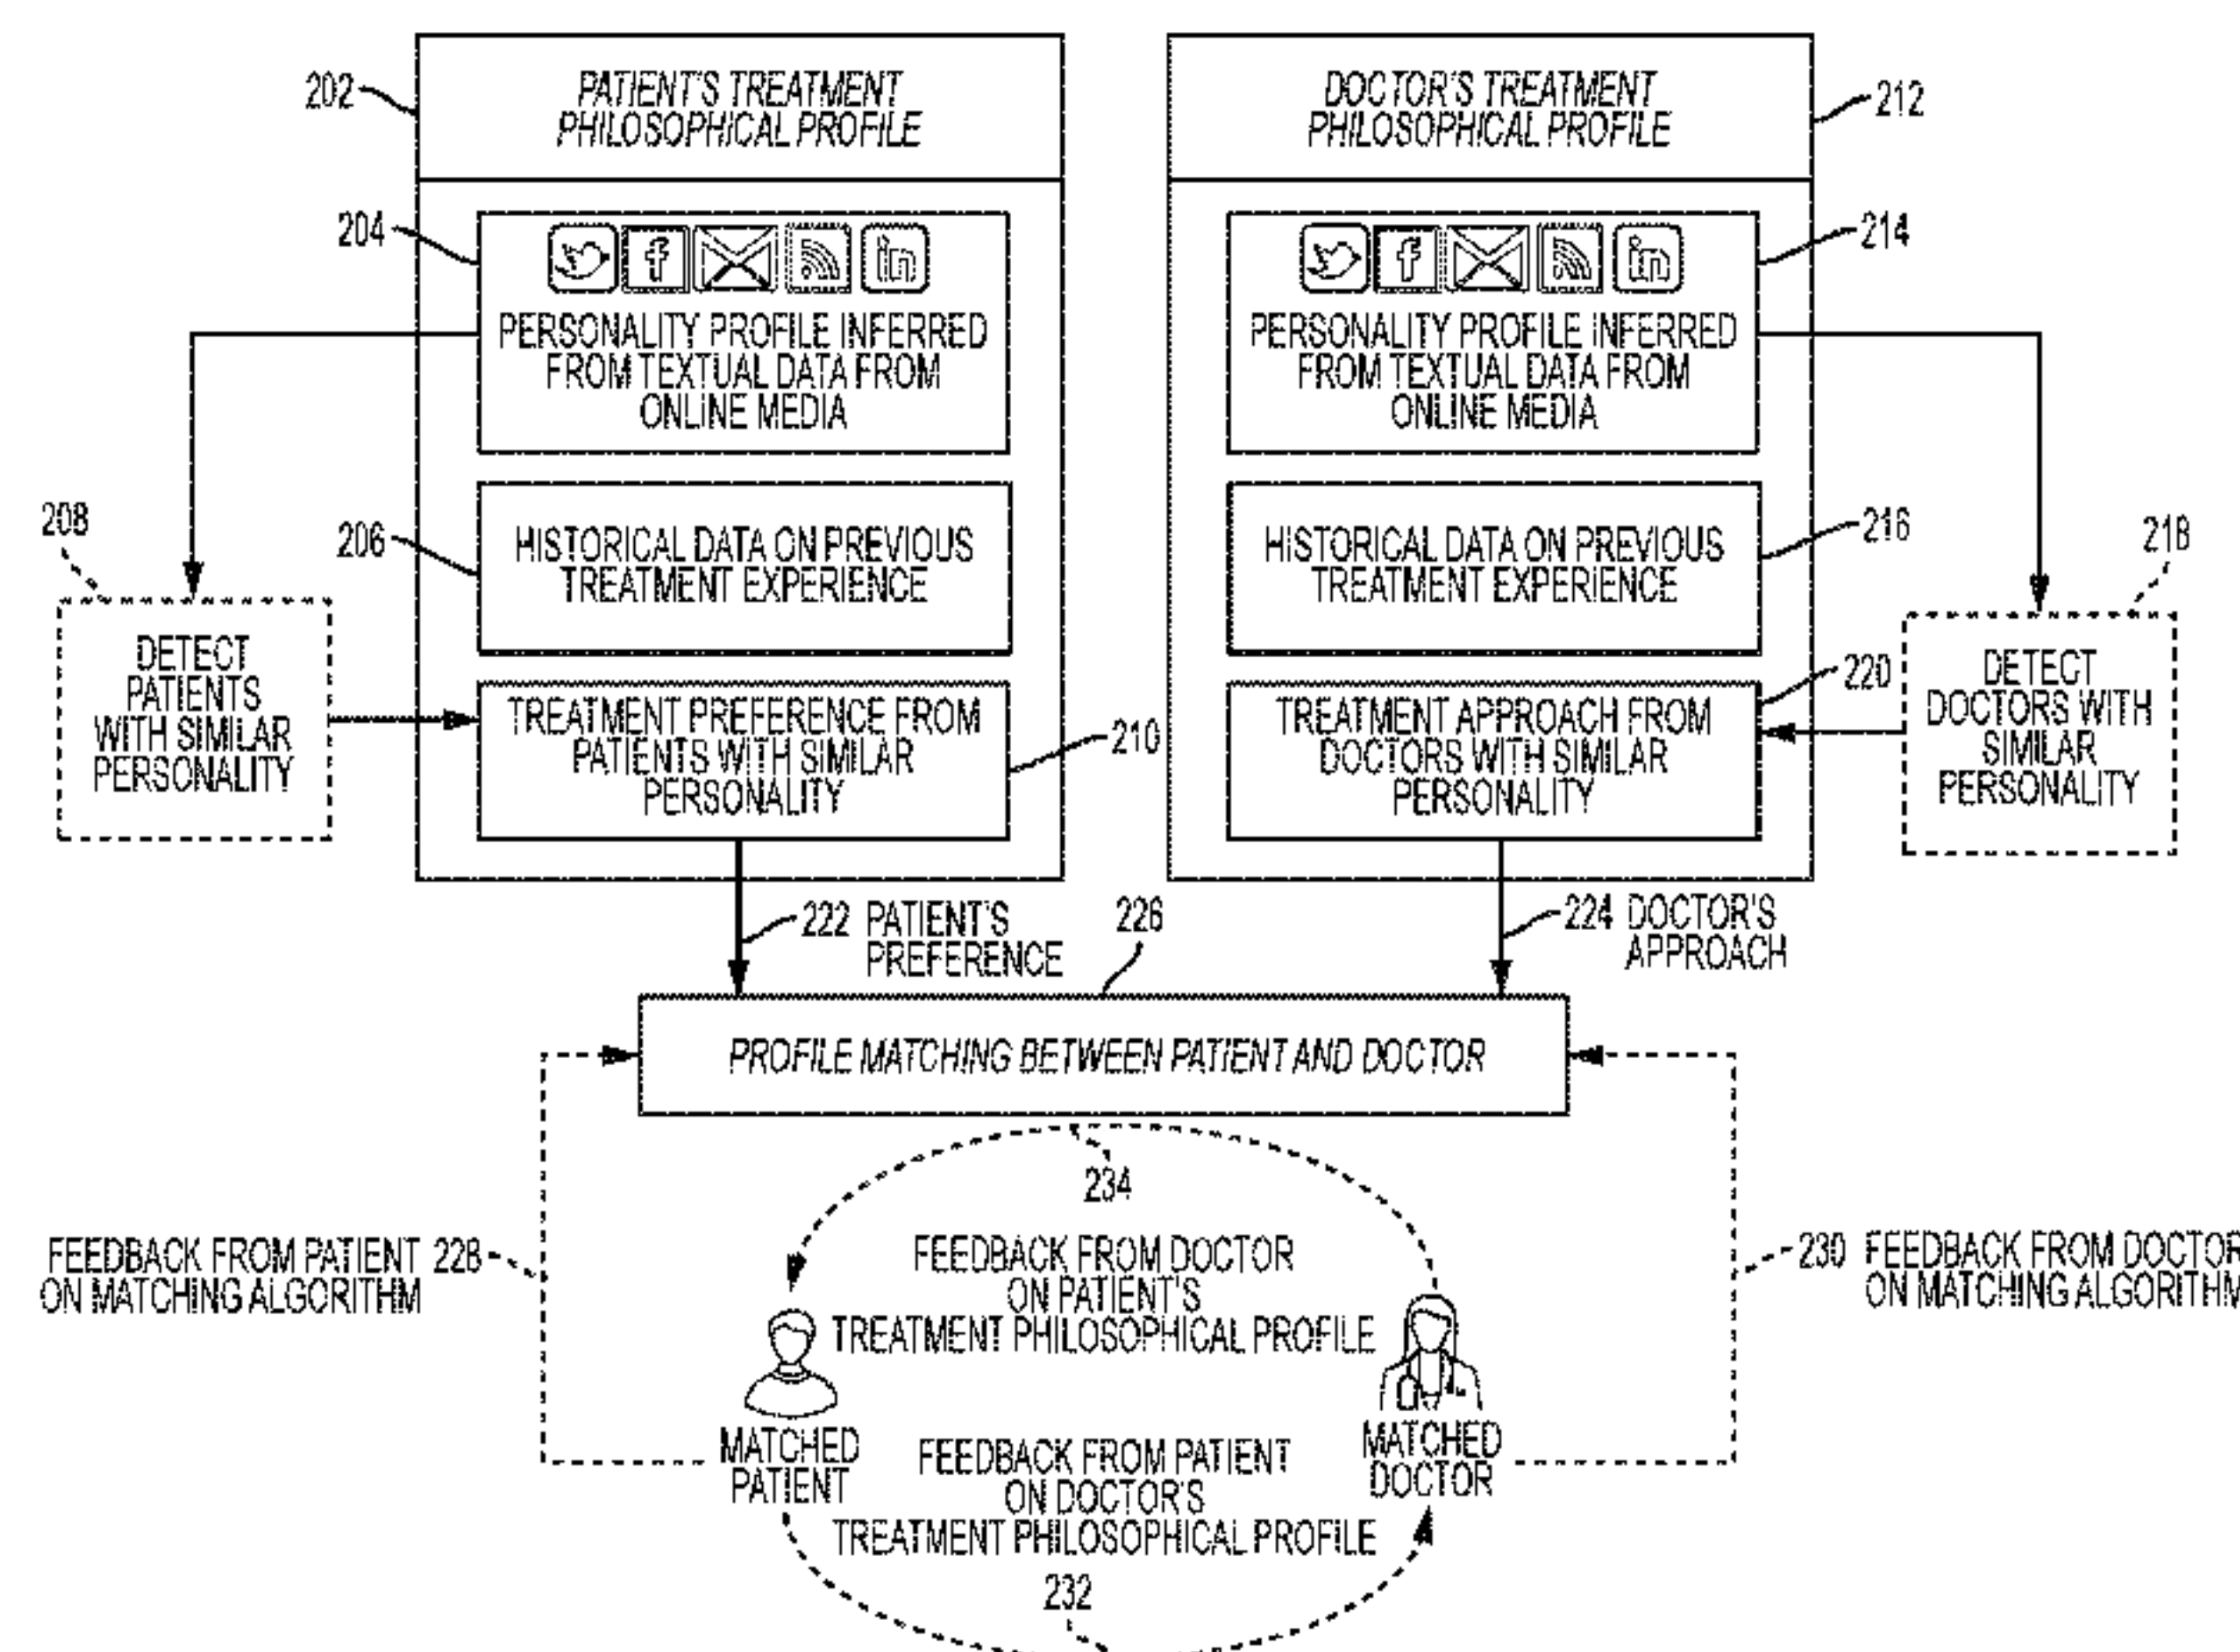 202
PATIENT'S TREATMENT
PHILOSOPHICAL PROFILE
DOCTOR'S TREATMENT
PHILOSOPHICAL PROFILE
212
204
f
in
PERSONALITY PROFILE INFERRED
FROM TEXTUAL DATA FROM
ONLINE MEDIA
f
in
PERSONALITY PROFILE INFERRED
FROM TEXTUAL DATA FROM
ONLINE MEDIA
214
206
HISTORICAL DATA ON PREVIOUS
TREATMENT EXPERIENCE
HISTORICAL DATA ON PREVIOUS
TREATMENT EXPERIENCE
216
208
DETECT
PATIENTS
WITH SIMILAR
PERSONALITY
TREATMENT PREFERENCE FROM
PATIENTS WITH SIMILAR
PERSONALITY
210
TREATMENT APPROACH FROM
DOCTORS WITH SIMILAR
PERSONALITY
220
218
DETECT
DOCTORS WITH
SIMILAR
PERSONALITY
222 PATIENT'S
PREFERENCE
226
224 DOCTOR'S
APPROACH
PROFILE MATCHING BETWEEN PATIENT AND DOCTOR
234
FEEDBACK FROM PATIENT 228
ON MATCHING ALGORITHM
FEEDBACK FROM DOCTOR
ON PATIENT'S
TREATMENT PHILOSOPHICAL PROFILE
230 FEEDBACK FROM DOCTOR
ON MATCHING ALGORITHM
MATCHED
PATIENT
FEEDBACK FROM PATIENT
ON DOCTOR'S
TREATMENT PHILOSOPHICAL PROFILE
MATCHED
DOCTOR
232